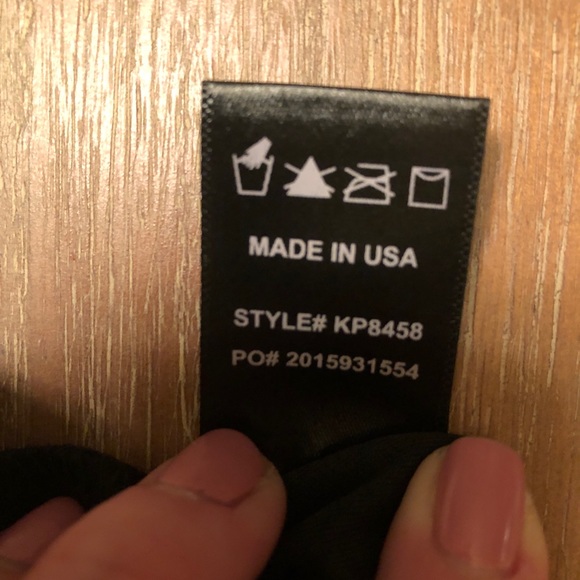 MADE IN USA
STYLE# KP8458
PO# 2015931554